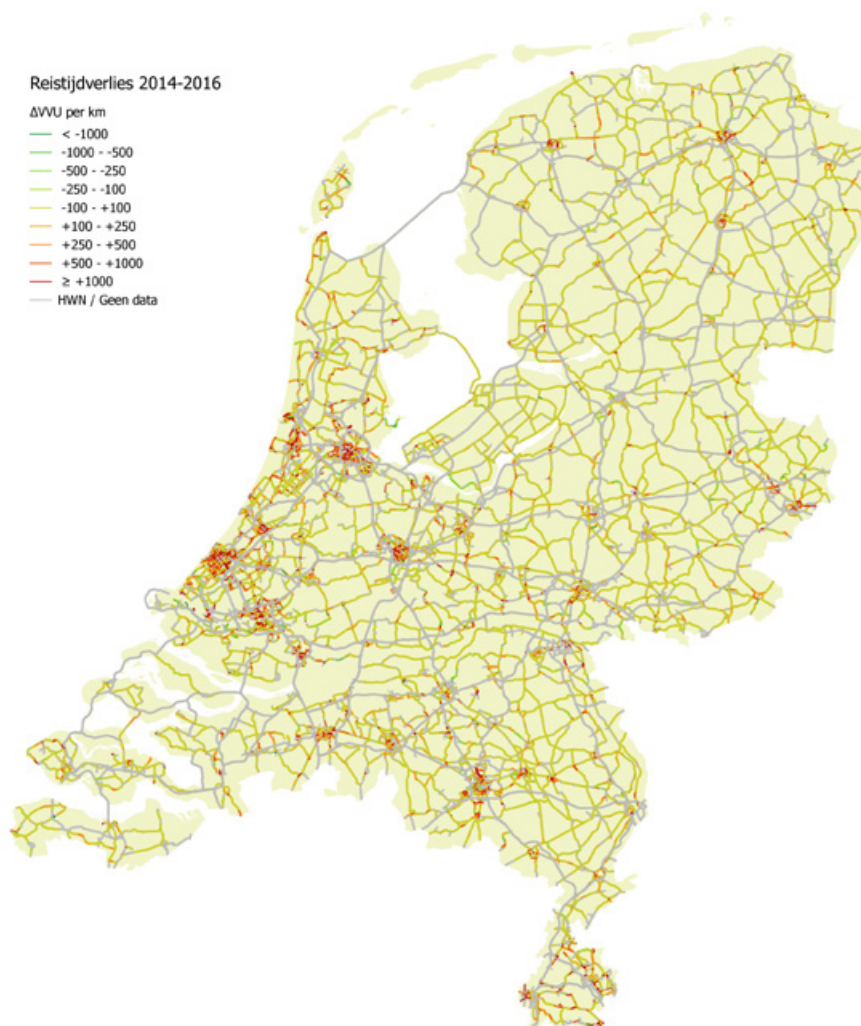 Reistijdverlies 2014-2016
ΔVVU per km
< -1000
-1000 - -500
-500 - -250
-250 - -100
-100 - +100
+100 - +250
+250 - +500
+500 - +1000
≥ +1000
HWN / Geen data